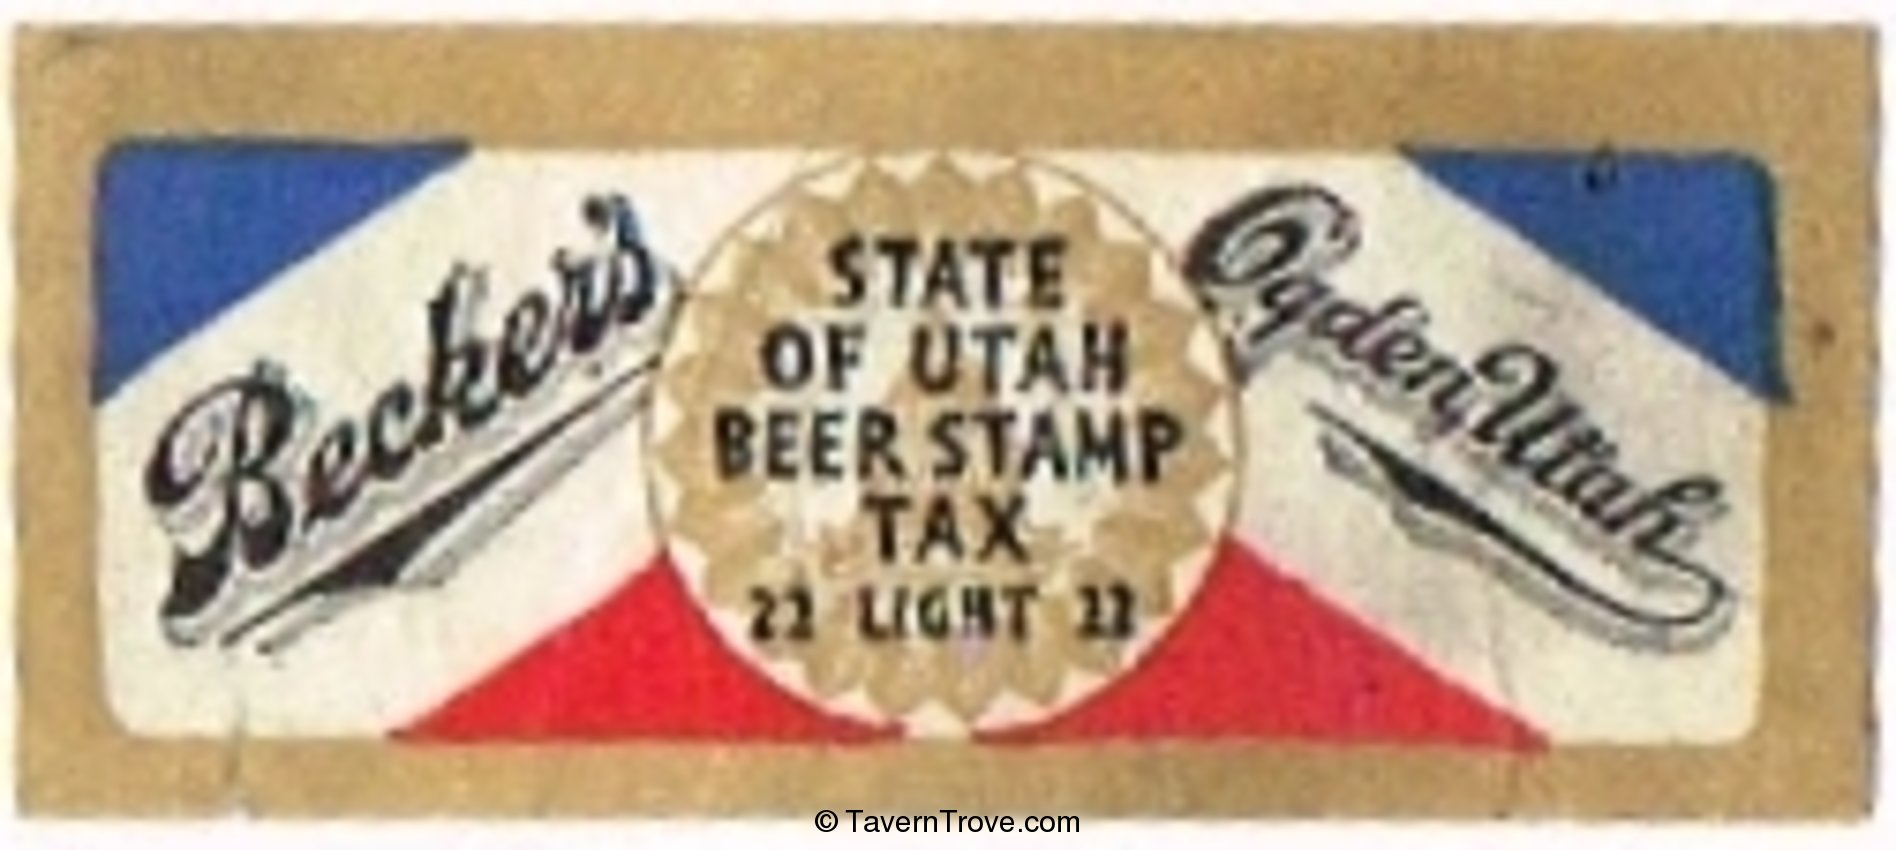 Becker's
STATE
OF UTAH
BEER STAMP
TAX
22 LIGHT 22
Ogden, Utah
© TavernTrove.com